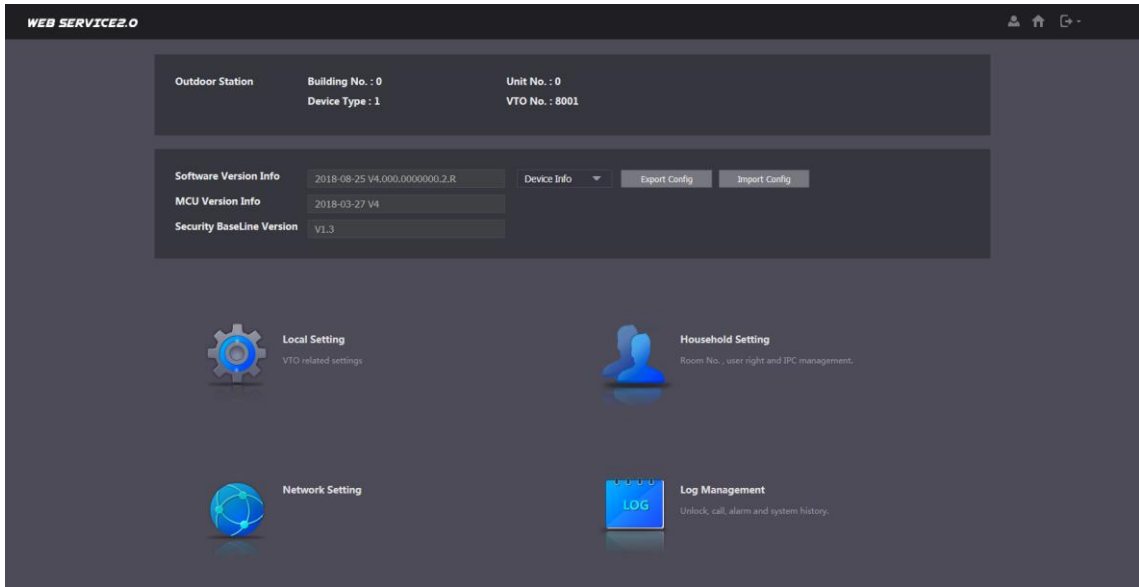 WEB SERVICE2.0
Outdoor Station Building No. : 0 Unit No. : 0
Device Type : 1 VTO No. : 8001
Software Version Info 2018-08-25 V4.000.0000000.2.R Device Info Export Config Import Config
MCU Version Info 2018-03-27 V4
Security BaseLine Version V1.3
Local Setting
VTO related settings
Household Setting
Room No. , user right and IPC management.
Network Setting
LOG
Log Management
Unlock, call, alarm and system history.